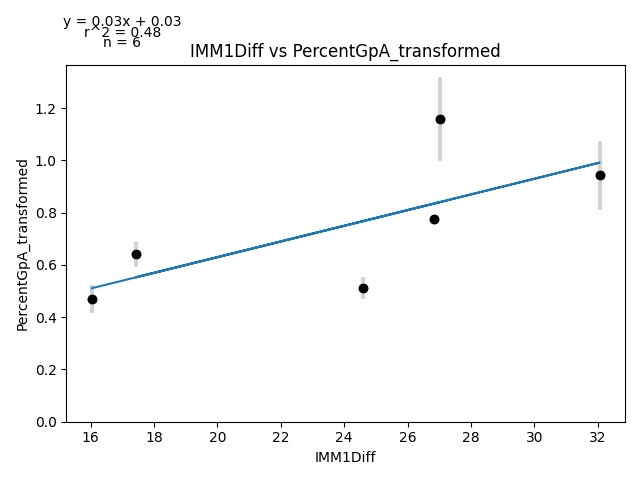 y = 0.03x + 0.03
r^2 = 0.48
n = 6
IMM1Diff vs PercentGpA_transformed
PercentGpA_transformed
1.2
1.0
0.8
0.6
0.4
0.2
0.0
16 18 20 22 24 26 28 30 32
IMM1Diff